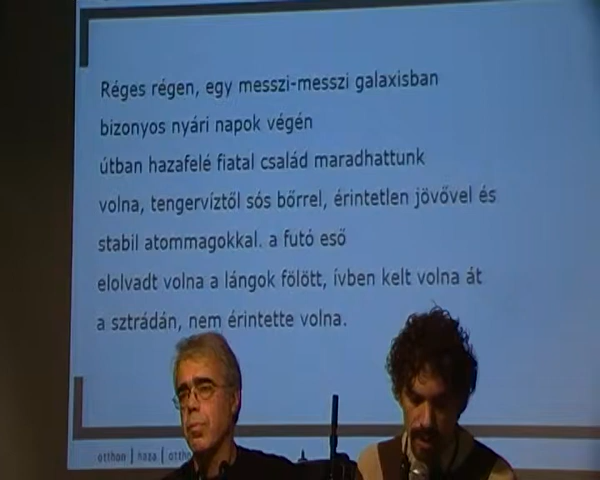 Réges régen, egy messzi-messzi galaxisban
bizonyos nyári napok végén
útban hazafelé fiatal család maradhattunk
volna, tengervíztől sós bőrrel, érintetlen jövővel és
stabil atommagokkal. a futó eső
elolvadt volna a lángok fölött, ívben kelt volna át
a sztrádán, nem érintette volna.
otthon | haza |